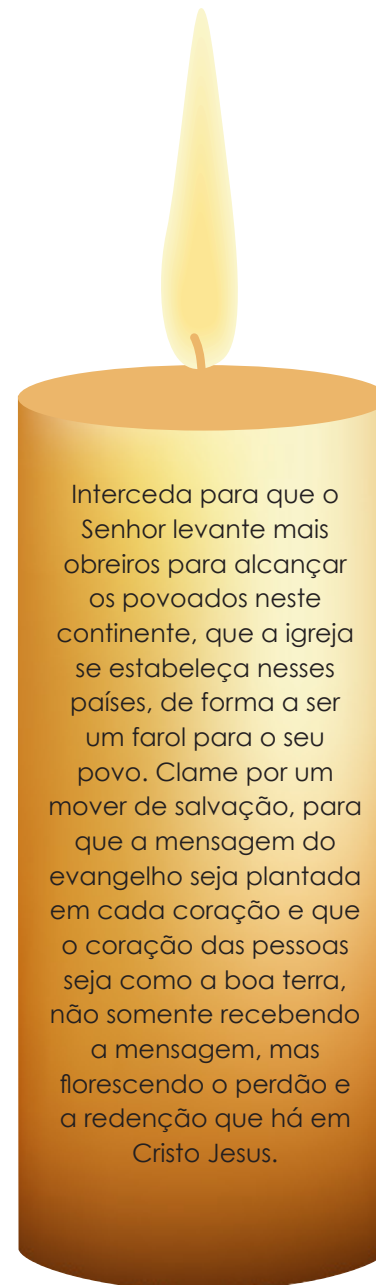 Interceda para que o
Senhor levante mais
obreiros para alcançar
os povoados neste
continente, que a igreja
se estabeleça nesses
países, de forma a ser
um farol para o seu
povo. Clame por um
mover de salvação, para
que a mensagem do
evangelho seja plantada
em cada coração e que
o coração das pessoas
seja como a boa terra,
não somente recebendo
a mensagem, mas
florescendo o perdão e
a redenção que há em
Cristo Jesus.